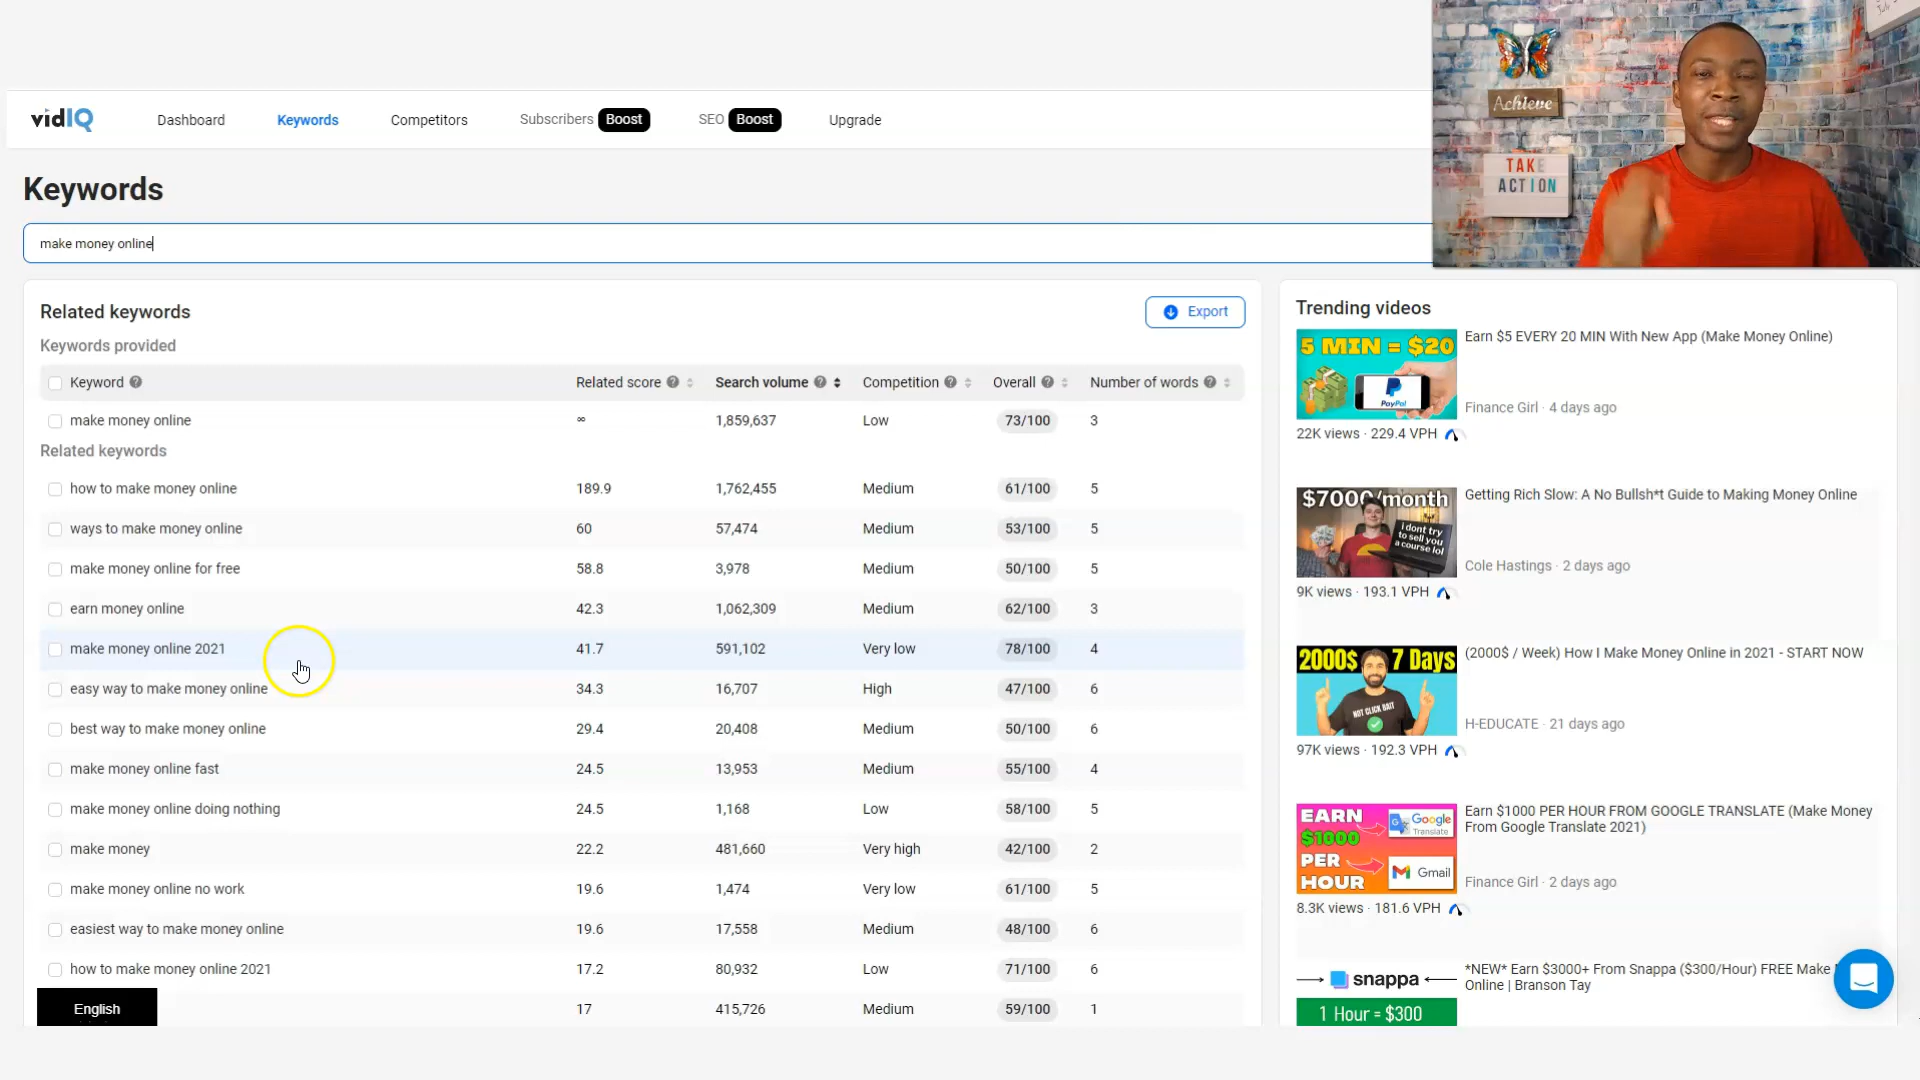 vidIQ Dashboard Keywords Competitors Subscribers Boost SEO Boost Upgrade
Achieve
TAKE
ACTION
Keywords
make money online
Related keywords
Export
Keywords provided
Keyword Related score Search volume Competition Overall Number of words
make money online ∞ 1,859,637 Low 73/100 3
Related keywords
how to make money online 189.9 1,762,455 Medium 61/100 5
ways to make money online 60 57,474 Medium 53/100 5
make money online for free 58.8 3,978 Medium 50/100 5
earn money online 42.3 1,062,309 Medium 62/100 3
make money online 2021 41.7 591,102 Very low 78/100 4
easy way to make money online 34.3 16,707 High 47/100 6
best way to make money online 29.4 20,408 Medium 50/100 6
make money online fast 24.5 13,953 Medium 55/100 4
make money online doing nothing 24.5 1,168 Low 58/100 5
make money 22.2 481,660 Very high 42/100 2
make money online no work 19.6 1,474 Very low 61/100 5
easiest way to make money online 19.6 17,558 Medium 48/100 6
how to make money online 2021 17.2 80,932 Low 71/100 6
17 415,726 Medium 59/100 1
English
Trending videos
5 MIN = $20
PayPal
Earn $5 EVERY 20 MIN With New App (Make Money Online)
Finance Girl · 4 days ago
22K views · 229.4 VPH
$7000/month
i dont try
to sell you
a course lol
Getting Rich Slow: A No Bullsh*t Guide to Making Money Online
Cole Hastings · 2 days ago
9K views · 193.1 VPH
2000$ 7 Days
NOT CLICK BAIT
(2000$ / Week) How I Make Money Online in 2021 - START NOW
H-EDUCATE · 21 days ago
97K views · 192.3 VPH
EARN
$1000
PER
HOUR
Google
Translate
Gmail
Earn $1000 PER HOUR FROM GOOGLE TRANSLATE (Make Money
From Google Translate 2021)
Finance Girl · 2 days ago
8.3K views · 181.6 VPH
snappa
1 Hour = $300
*NEW* Earn $3000+ From Snappa ($300/Hour) FREE Make
Online | Branson Tay